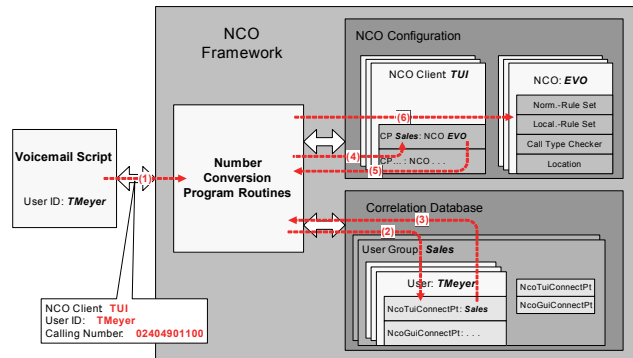 NCO
Framework
NCO Configuration
NCO Client: TUI
CP Sales: NCO EVO
CP... : NCO . . .
NCO: EVO
Norm.-Rule Set
Local.-Rule Set
Call Type Checker
Location
(6)
(4)
(5)
Voicemail Script
User ID: TMeyer
(1)
Number
Conversion
Program Routines
Correlation Database
(3)
(2)
User Group: Sales
User: TMeyer
NcoTuiConnectPt: Sales
NcoGuiConnectPt: . . .
NcoTuiConnectPt
NcoGuiConnectPt
NCO Client: TUI
User ID: TMeyer
Calling Number: 02404901100